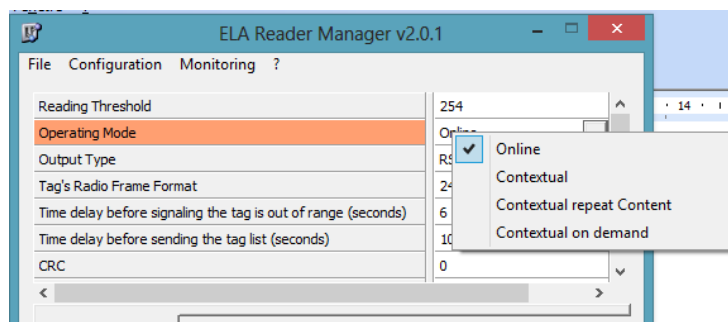 ELA Reader Manager v2.0.1
File Configuration Monitoring ?
Reading Threshold 254
Operating Mode Online
Output Type
Tag's Radio Frame Format
Time delay before signaling the tag is out of range (seconds) 6
Time delay before sending the tag list (seconds)
CRC 0
Online
Contextual
Contextual repeat Content
Contextual on demand
14